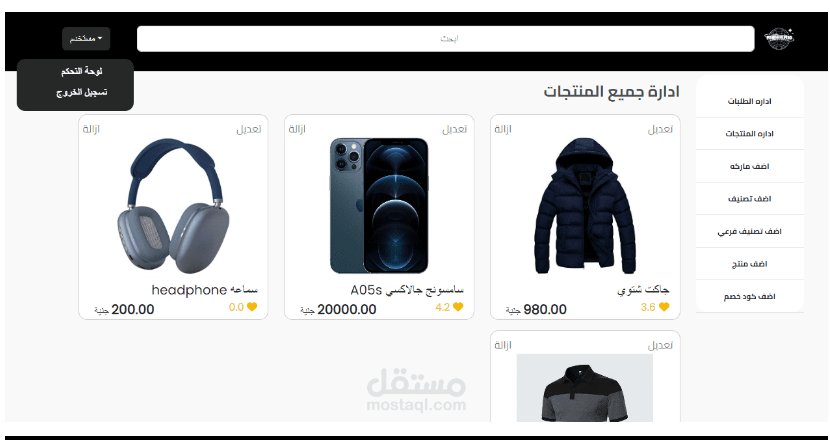 ابحث
مستخدم
لوحة التحكم
تسجيل الخروج
اداره الطلبات
اداره المنتجات
اضف ماركه
اضف تصنيف
اضف تصنيف فرعي
اضف منتج
اضف كود خصم
ادارة جميع المنتجات
تعديل ازالة
جاكت شتوي
3.6
980.00 جنية
تعديل ازالة
سامسونج جالاكسي A05s
4.2
20000.00 جنية
تعديل ازالة
سماعه headphone
0.0
200.00 جنية
تعديل ازالة
مستقل
mostaql.com